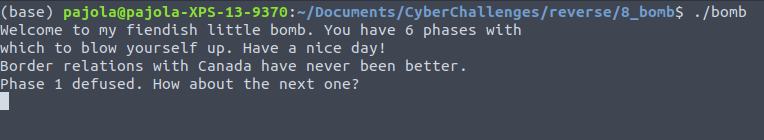 (base) pajola@pajola-XPS-13-9370:~/Documents/CyberChallenges/reverse/8_bomb$ ./bomb
Welcome to my fiendish little bomb. You have 6 phases with
which to blow yourself up. Have a nice day!
Border relations with Canada have never been better.
Phase 1 defused. How about the next one?